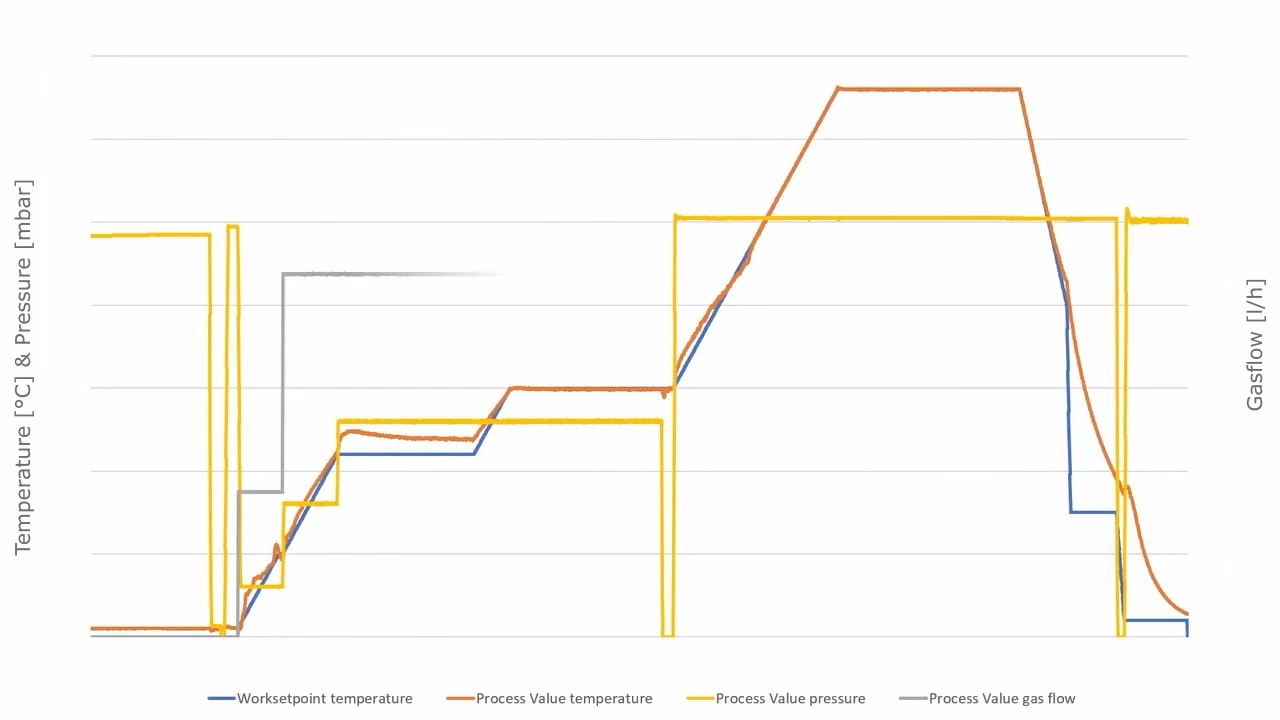 Temperature [°C] & Pressure [mbar]
Gasflow [l/h]
Worksetpoint temperature
Process Value temperature
Process Value pressure
Process Value gas flow